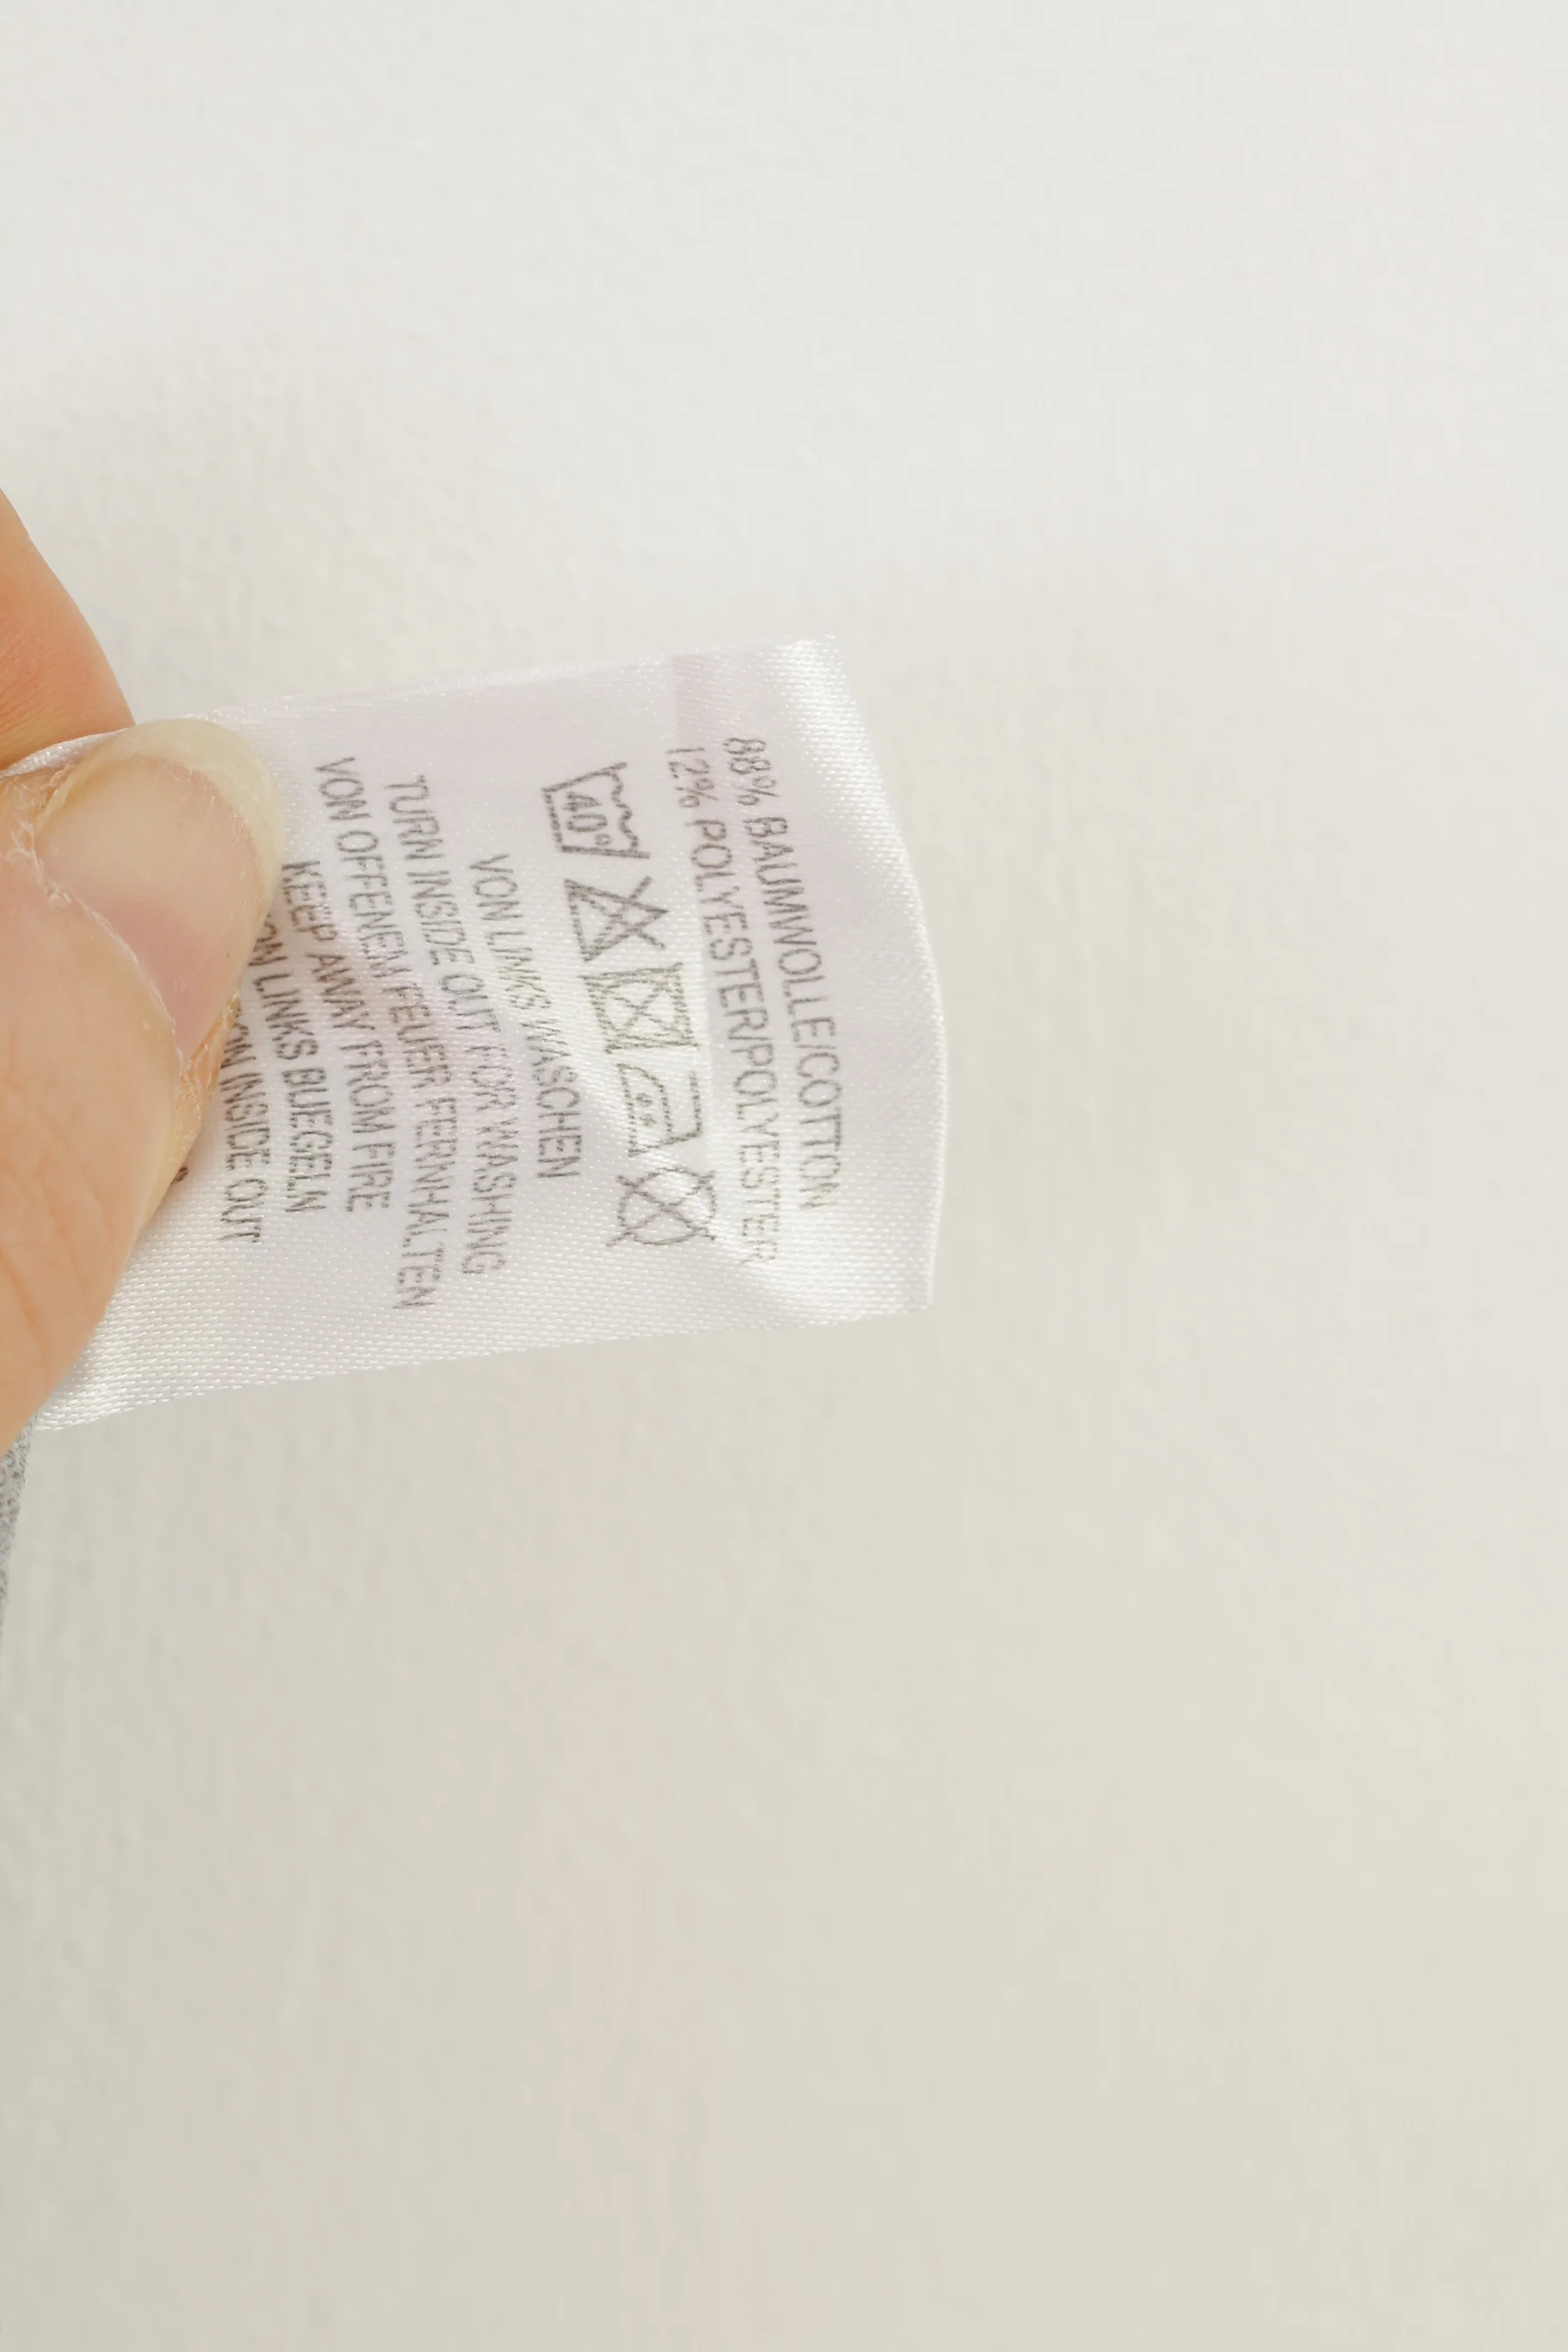 88% BAUMWOLLE/COTTON
12% POLYESTER/POLYESTER
40°
VON LINKS WASCHEN
TURN INSIDE OUT FOR WASHING
VON OFFENEM FEUER FERNHALTEN
KEEP AWAY FROM FIRE
LINKS BUEGELN
INSIDE OUT